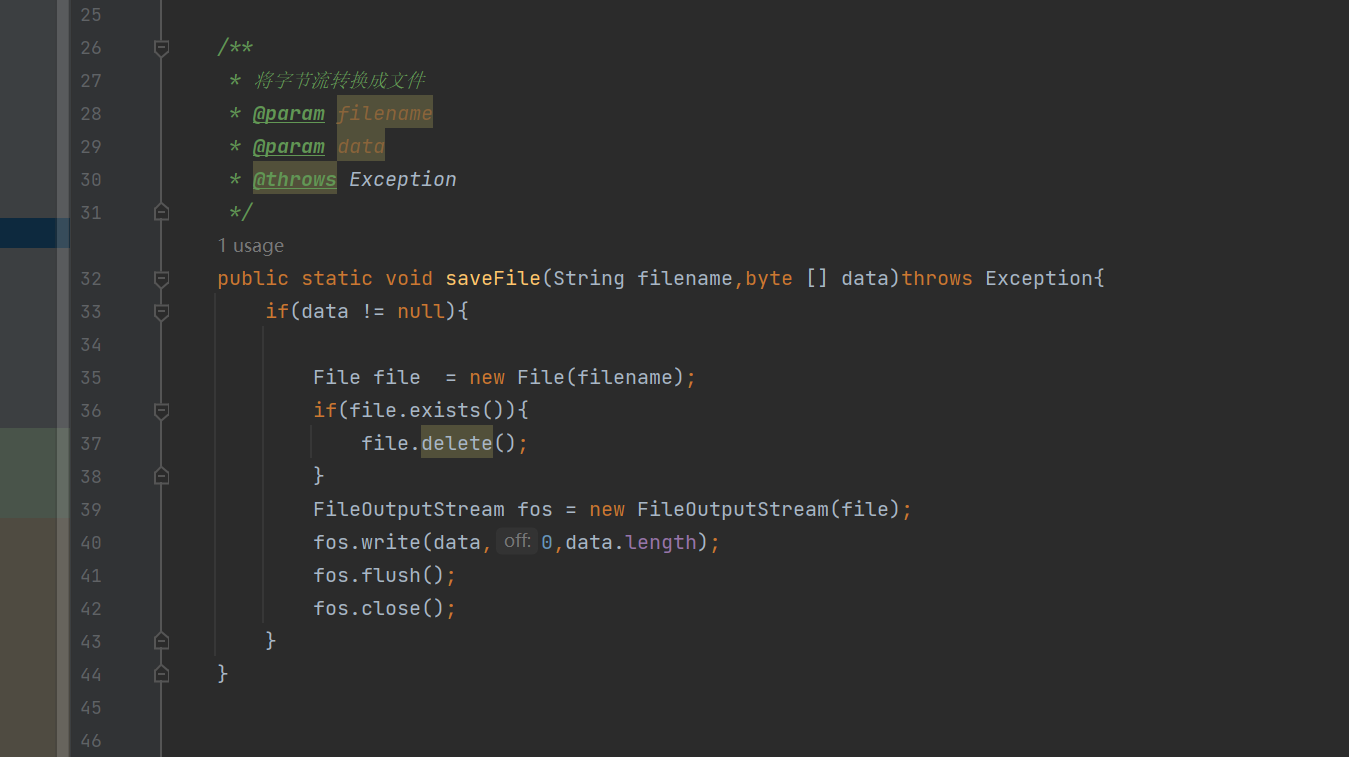 25
26 /**
27 * 将字节流转换成文件
28 * @param filename
29 * @param data
30 * @throws Exception
31 */
1 usage
32 public static void saveFile(String filename,byte [] data)throws Exception{
33 if(data != null){
34
35 File file  = new File(filename);
36 if(file.exists()){
37 file.delete();
38 }
39 FileOutputStream fos = new FileOutputStream(file);
40 fos.write(data, off: 0,data.length);
41 fos.flush();
42 fos.close();
43 }
44 }
45
46